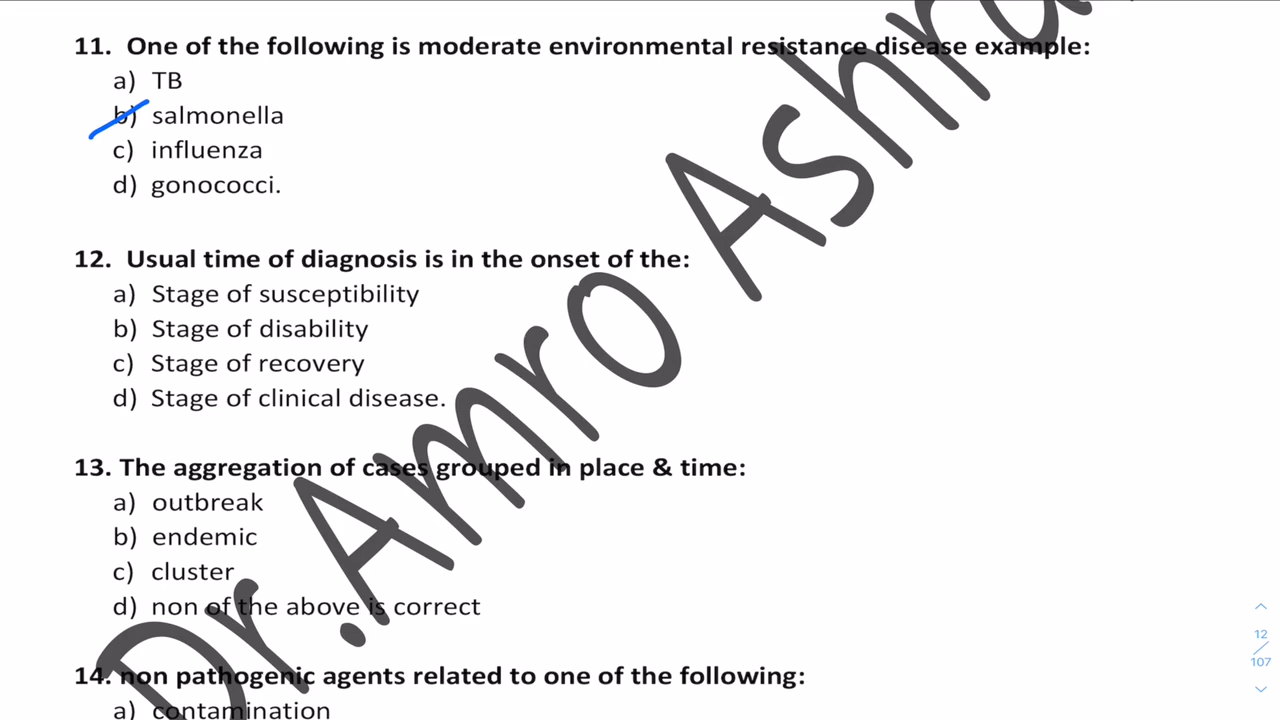 11. One of the following is moderate environmental resistance disease example:
a) TB
b) salmonella
c) influenza
d) gonococci.
12. Usual time of diagnosis is in the onset of the:
a) Stage of susceptibility
b) Stage of disability
c) Stage of recovery
d) Stage of clinical disease.
13. The aggregation of cases grouped in place & time:
a) outbreak
b) endemic
c) cluster
d) non of the above is correct
14. non pathogenic agents related to one of the following:
a) contamination
Dr.Amro Ashra
12
107